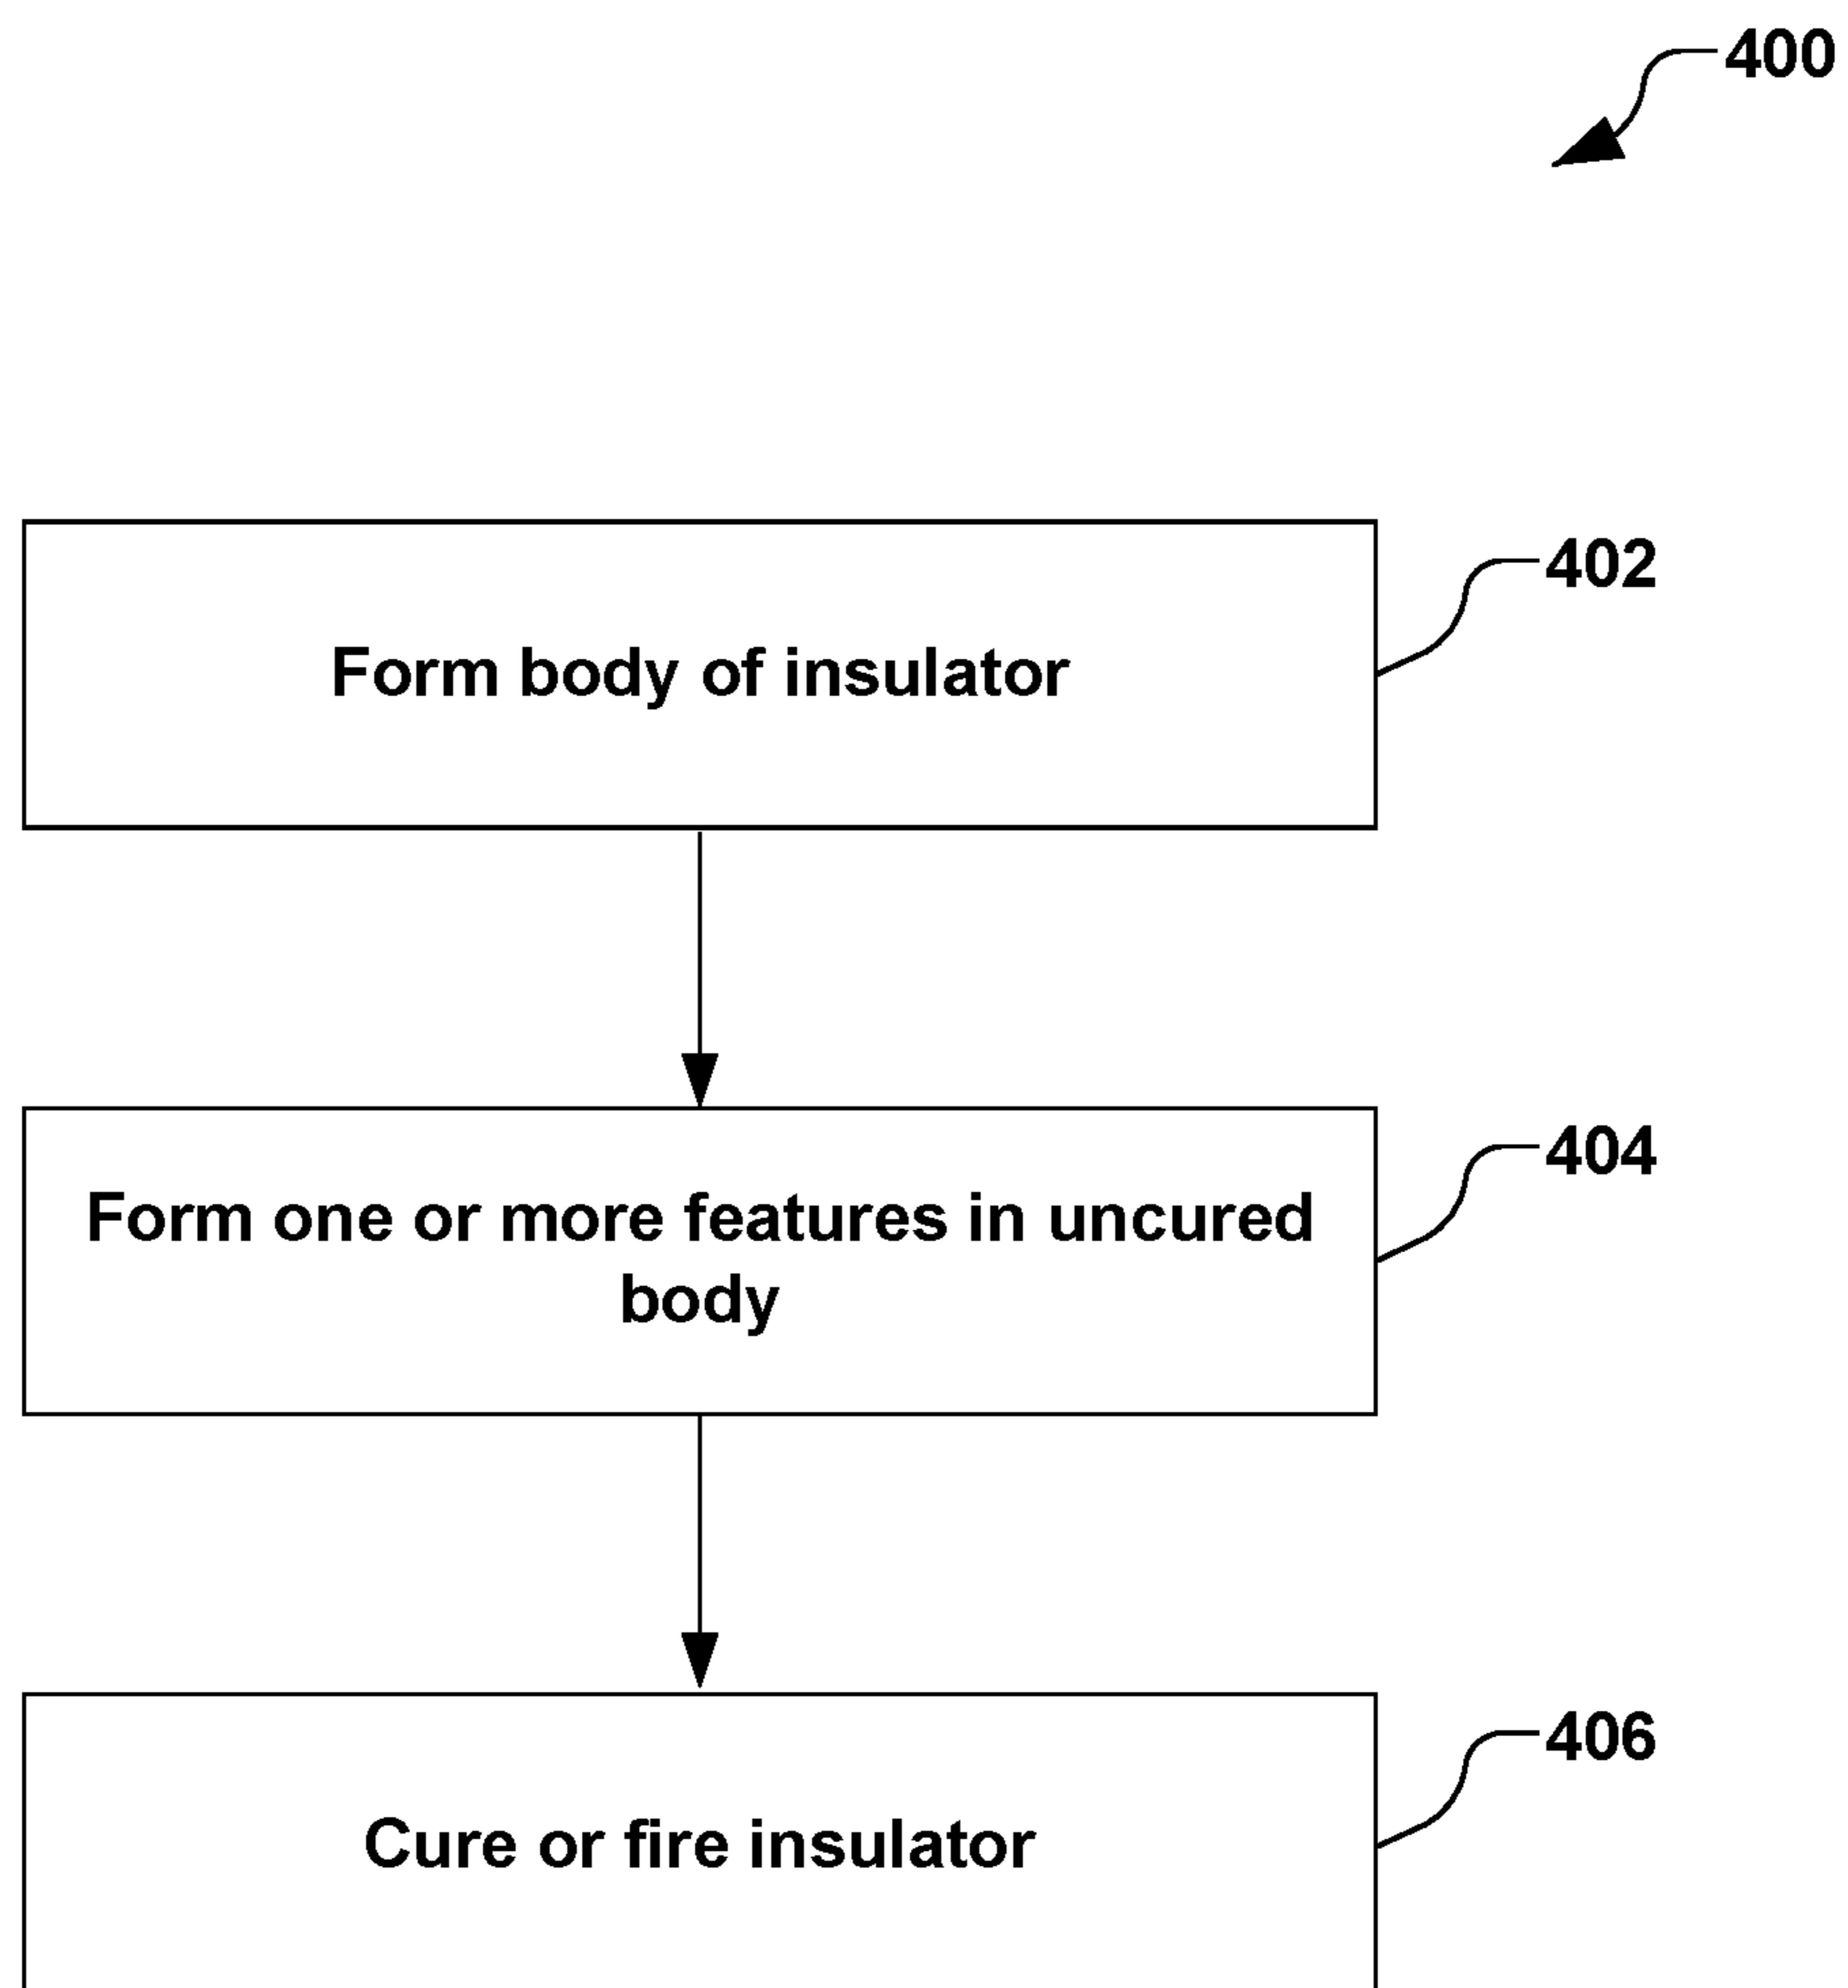 400
402
Form body of insulator
404
Form one or more features in uncured
body
406
Cure or fire insulator